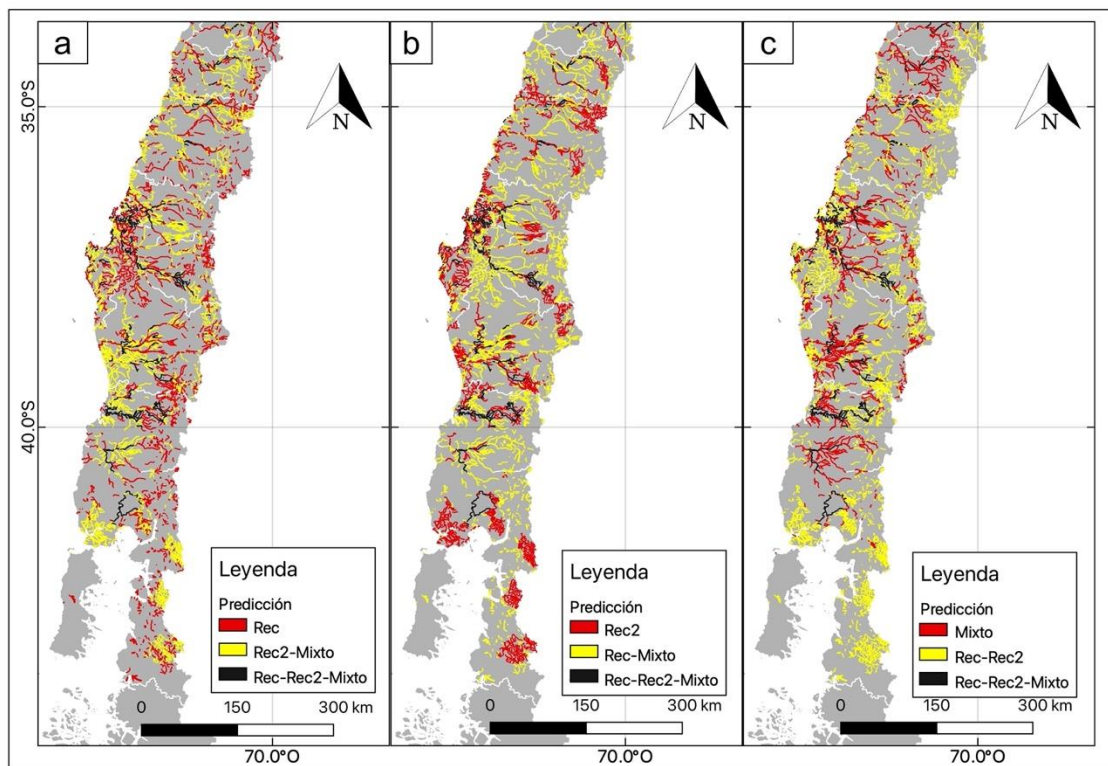 a
N
35.0°S
40.0°S
Leyenda
Predicción
Rec
Rec2-Mixto
Rec-Rec2-Mixto
0 150 300 km
70.0°O
b
N
Leyenda
Predicción
Rec2
Rec-Mixto
Rec-Rec2-Mixto
0 150 300 km
70.0°O
c
N
Leyenda
Predicción
Mixto
Rec-Rec2
Rec-Rec2-Mixto
0 150 300 km
70.0°O